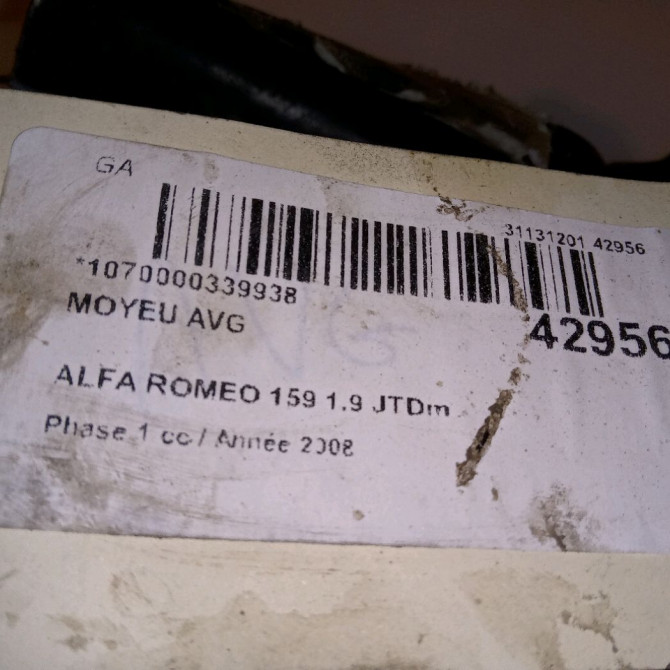 GA
31131201 42956
*1070000339938
42956
MOYEU AVG
ALFA ROMEO 159 1.9 JTDm
Phase 1 cc / Année 2008